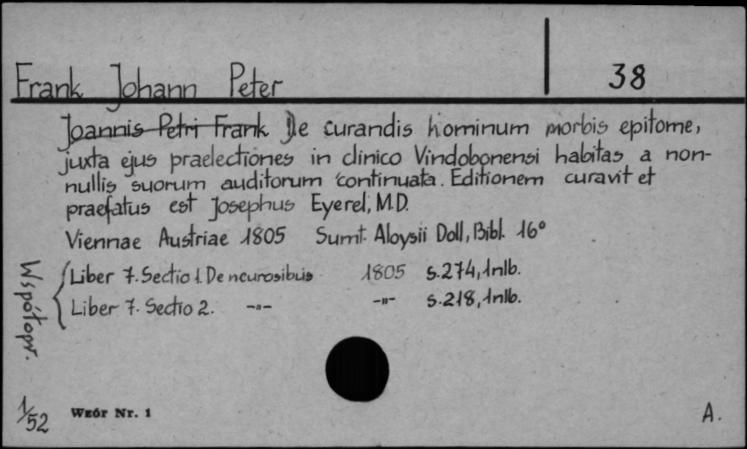 Frank Johann Peter 38
Joannis Petri Frank De curandis hominum morbis epitome,
juxta ejus praelectiones in clinico Vindobonensi habitas a non-
nullis suorum auditorum continuata. Editionem curavit et
praefatus est Josephus Eyerel, M.D.
Viennae Austriae 1805 Sumt. Aloysii Doll, Bibl. 16°
Współopr.
Liber 7. Sectio 1. De neurosibus 1805 s.274, 1nlb.
Liber 7. Sectio 2. -"- -"- s.218, 1nlb.
1/52 Wzór Nr. 1 A.